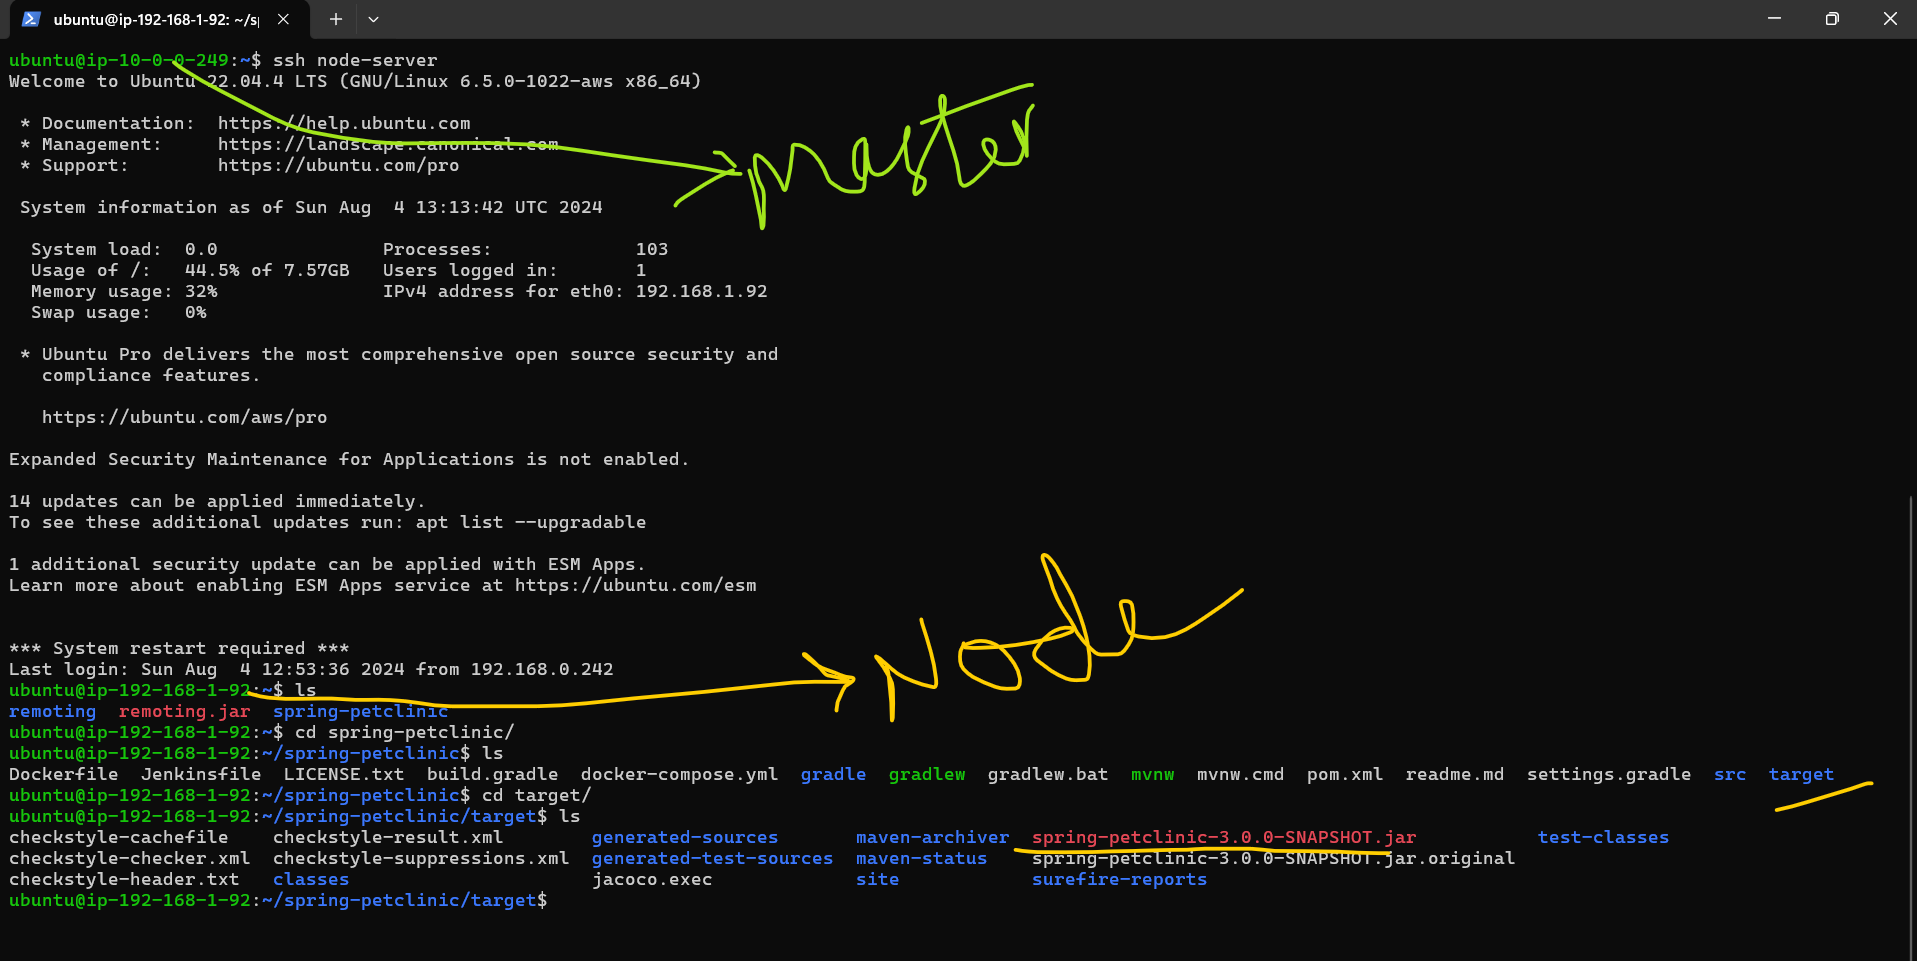 ubuntu@ip-192-168-1-92: ~/s
ubuntu@ip-10-0-0-249:~$ ssh node-server
Welcome to Ubuntu 22.04.4 LTS (GNU/Linux 6.5.0-1022-aws x86_64)
* Documentation:  https://help.ubuntu.com
* Management:     https://landscape.canonical.com
* Support:        https://ubuntu.com/pro
master
System information as of Sun Aug  4 13:13:42 UTC 2024
System load:  0.0               Processes:             103
Usage of /:   44.5% of 7.57GB   Users logged in:       1
Memory usage: 32%               IPv4 address for eth0: 192.168.1.92
Swap usage:   0%
* Ubuntu Pro delivers the most comprehensive open source security and
compliance features.
https://ubuntu.com/aws/pro
Expanded Security Maintenance for Applications is not enabled.
14 updates can be applied immediately.
To see these additional updates run: apt list --upgradable
1 additional security update can be applied with ESM Apps.
Learn more about enabling ESM Apps service at https://ubuntu.com/esm
Node
*** System restart required ***
Last login: Sun Aug  4 12:53:36 2024 from 192.168.0.242
ubuntu@ip-192-168-1-92:~$ ls
remoting  remoting.jar  spring-petclinic
ubuntu@ip-192-168-1-92:~$ cd spring-petclinic/
ubuntu@ip-192-168-1-92:~/spring-petclinic$ ls
Dockerfile  Jenkinsfile  LICENSE.txt  build.gradle  docker-compose.yml  gradle  gradlew  gradlew.bat  mvnw  mvnw.cmd  pom.xml  readme.md  settings.gradle  src  target
ubuntu@ip-192-168-1-92:~/spring-petclinic$ cd target/
ubuntu@ip-192-168-1-92:~/spring-petclinic/target$ ls
checkstyle-cachefile    checkstyle-result.xml        generated-sources       maven-archiver  spring-petclinic-3.0.0-SNAPSHOT.jar           test-classes
checkstyle-checker.xml  checkstyle-suppressions.xml  generated-test-sources  maven-status    spring-petclinic-3.0.0-SNAPSHOT.jar.original
checkstyle-header.txt   classes                      jacoco.exec             site            surefire-reports
ubuntu@ip-192-168-1-92:~/spring-petclinic/target$